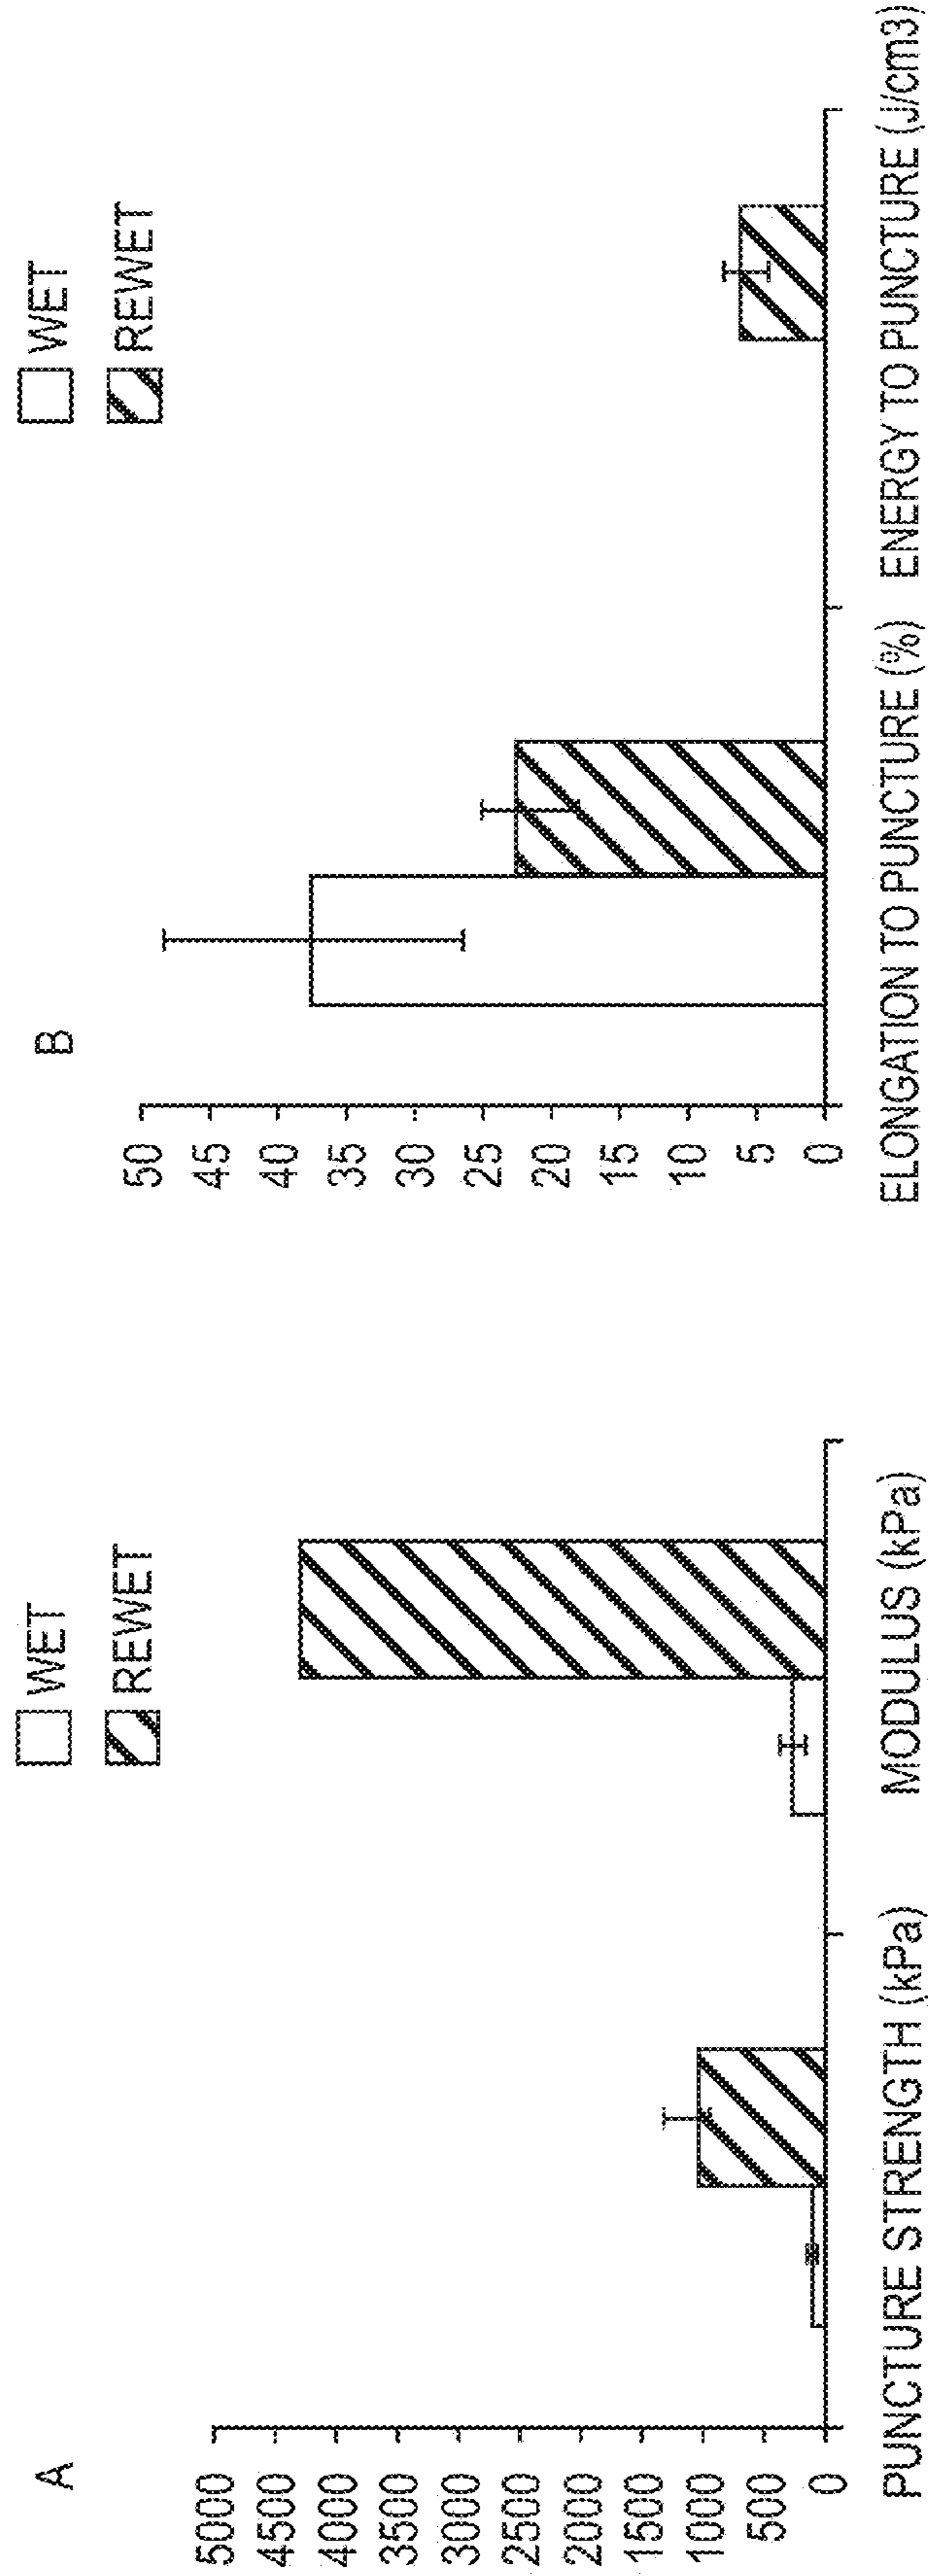 A
WET
REWET
5000
4500
4000
3500
3000
2500
2000
1500
1000
500
0
PUNCTURE STRENGTH (kPa)
MODULUS (kPa)
B
WET
REWET
50
45
40
35
30
25
20
15
10
5
0
ELONGATION TO PUNCTURE (%)
ENERGY TO PUNCTURE (J/cm3)